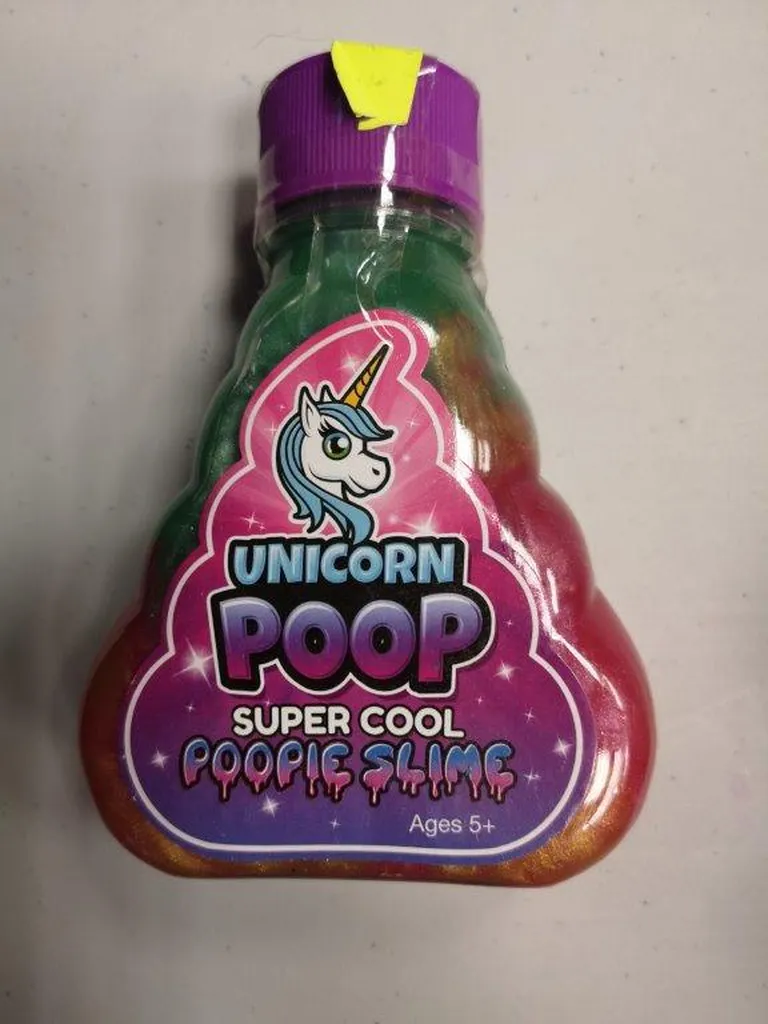 UNICORN
POOP
SUPER COOL
POOPIE SLIME
Ages 5+